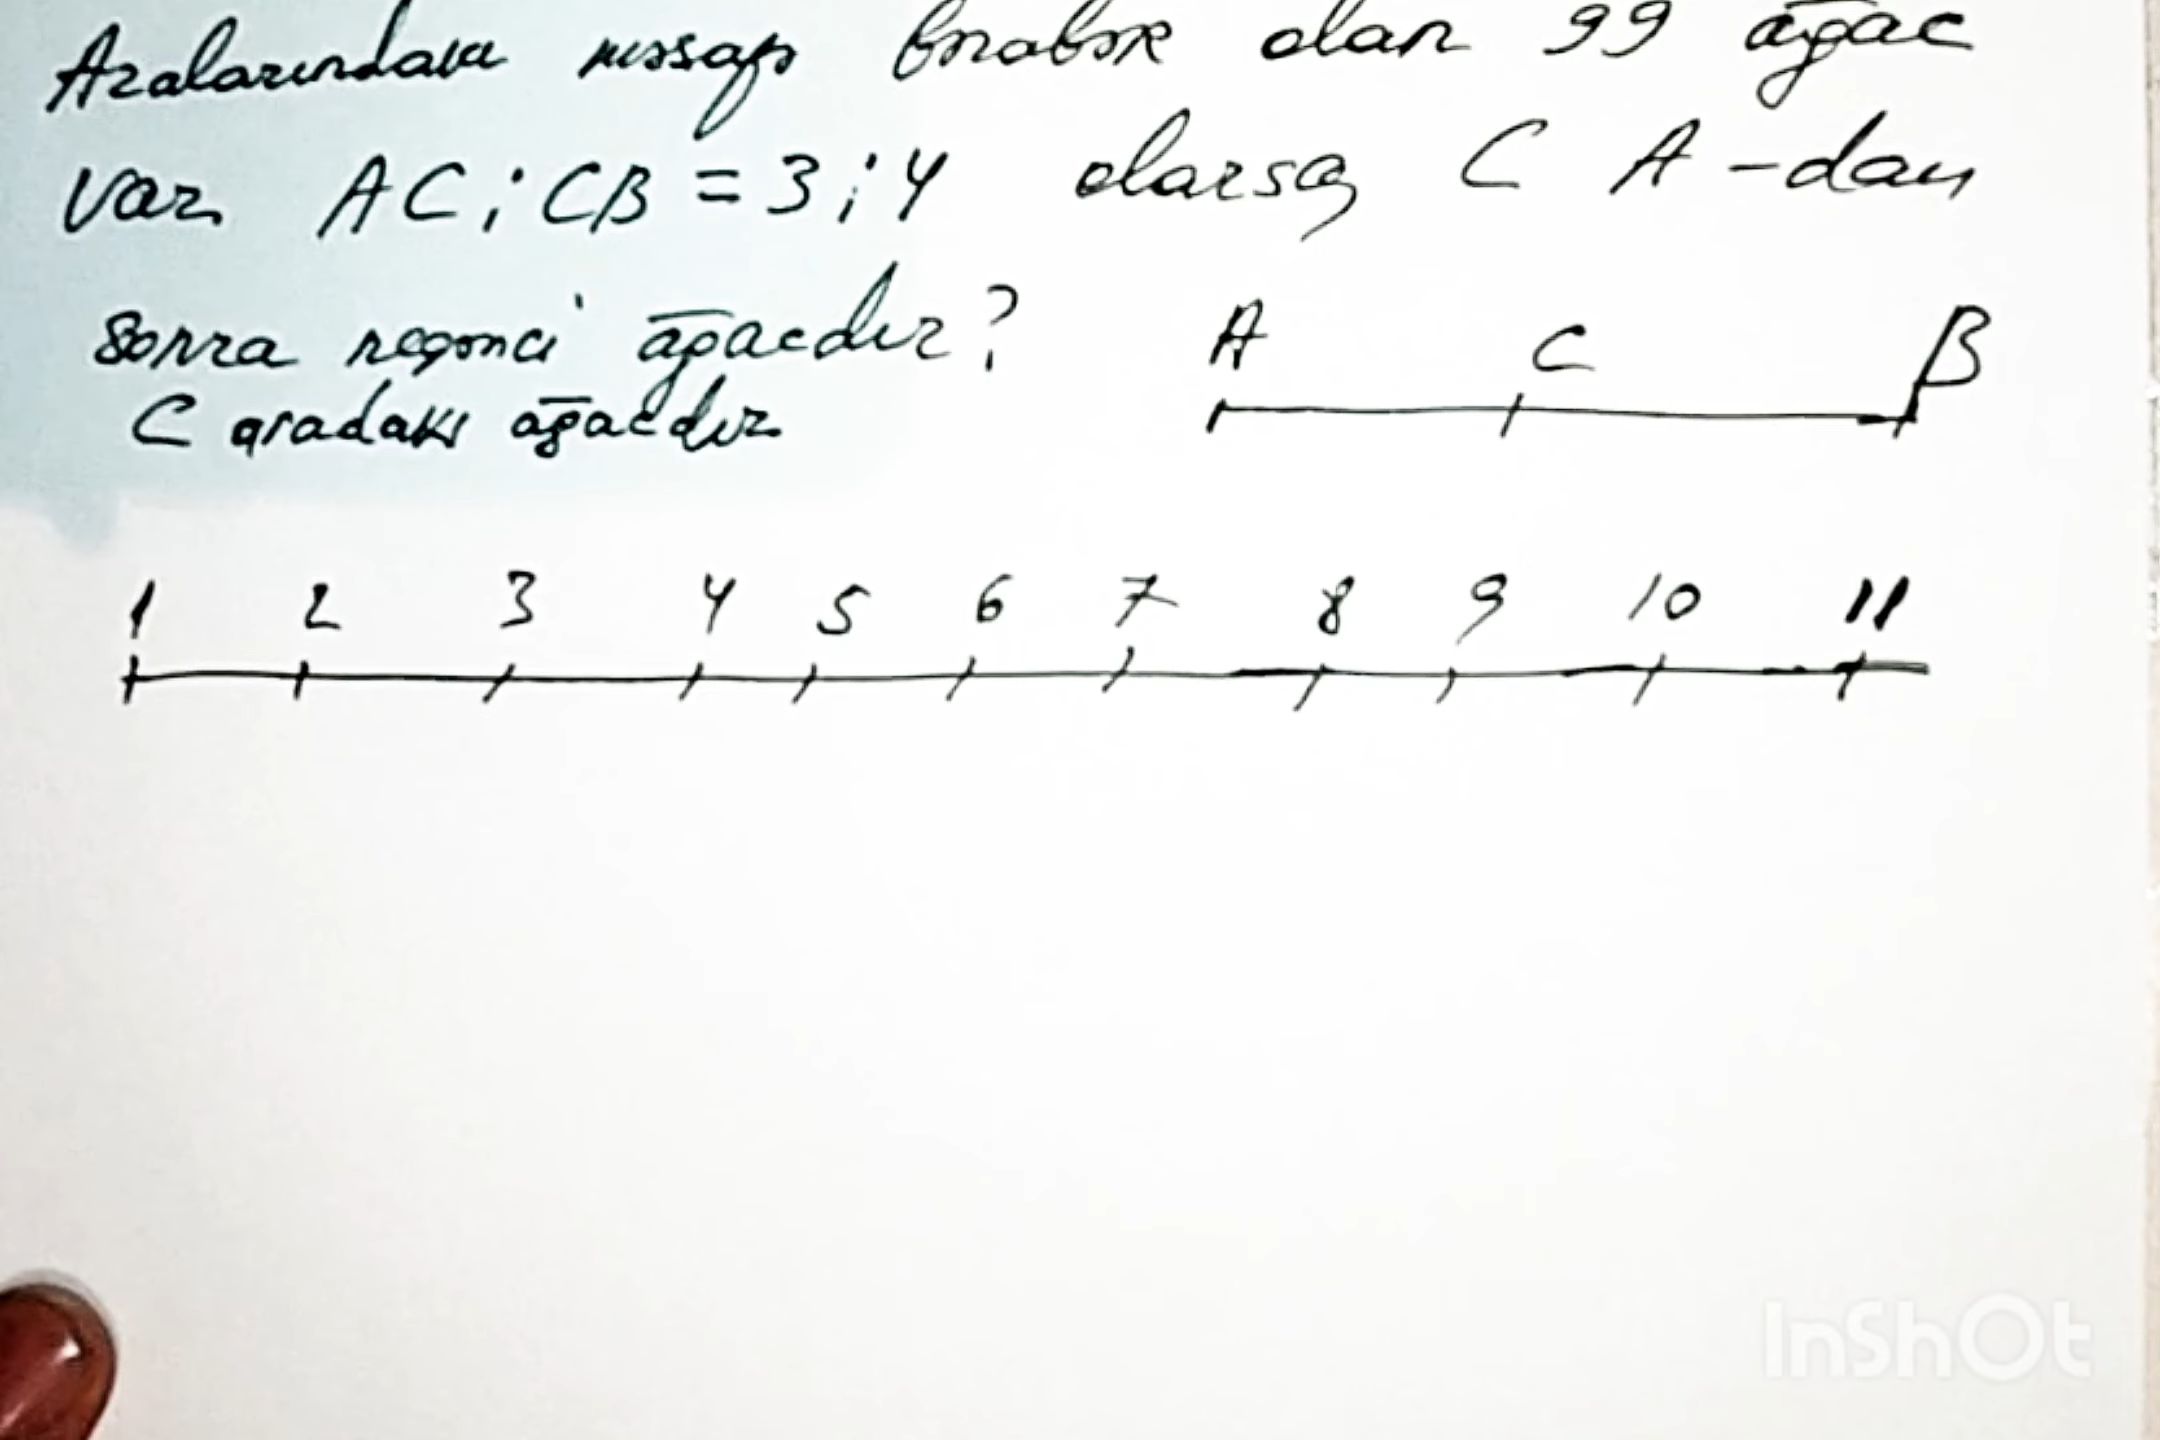 Aralarındakı məsafə bərabər olan 99 ağac
var AC:CB=3:4 olarsa C A-dan
sonra neçənci ağacdır?
C aradakı ağacdır
A C B
1 2 3 4 5 6 7 8 9 10 11
InShOt